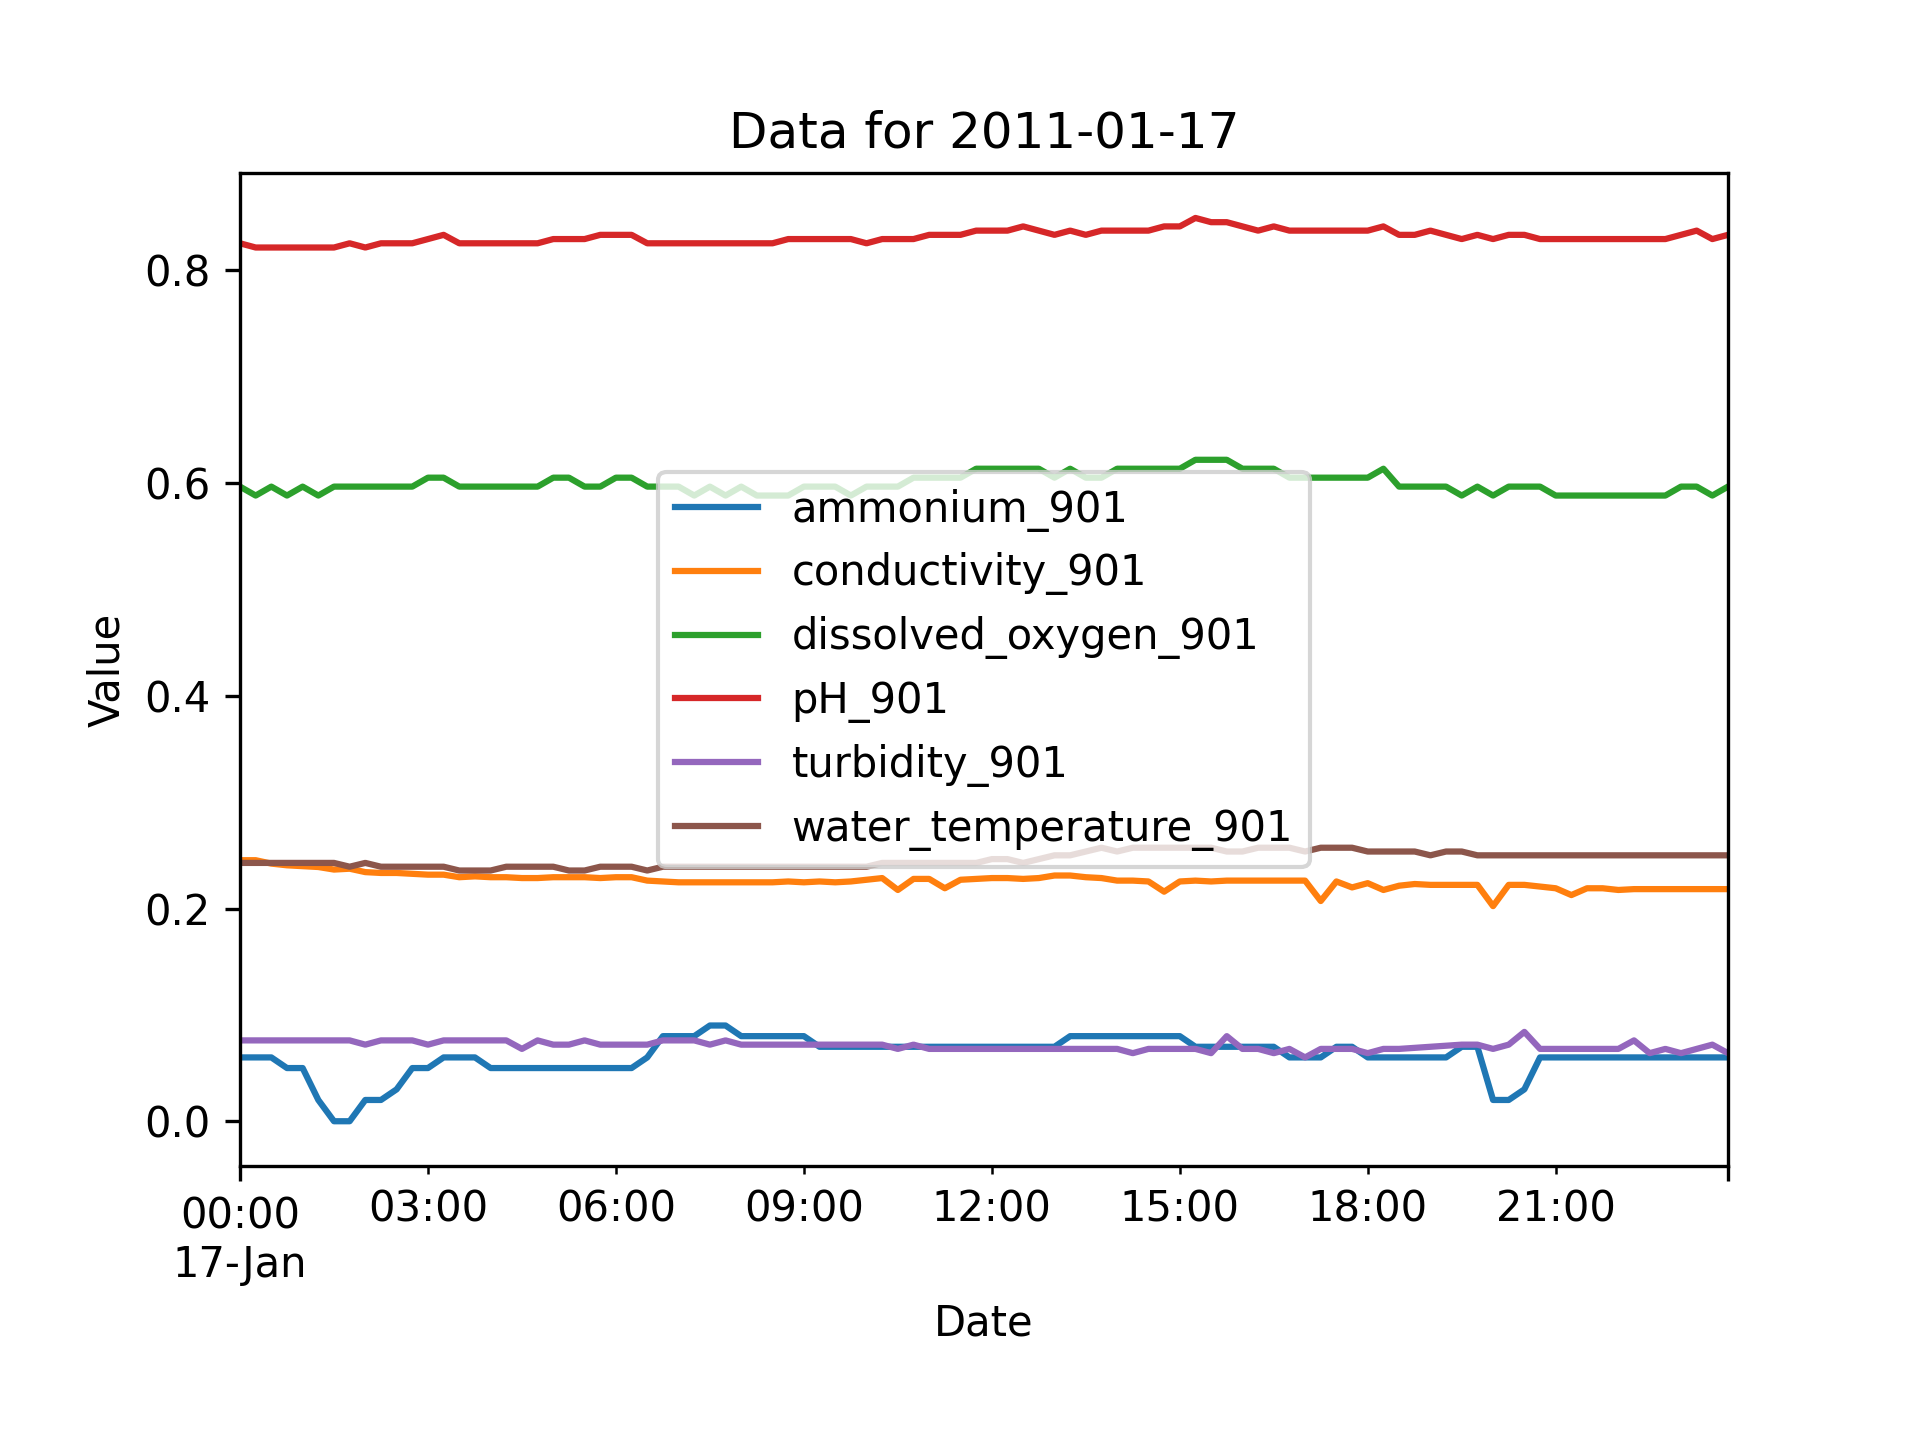 Data for 2011-01-17
Value
0.8
0.6
0.4
0.2
0.0
ammonium_901
conductivity_901
dissolved_oxygen_901
pH_901
turbidity_901
water_temperature_901
00:00 03:00 06:00 09:00 12:00 15:00 18:00 21:00
17-Jan
Date